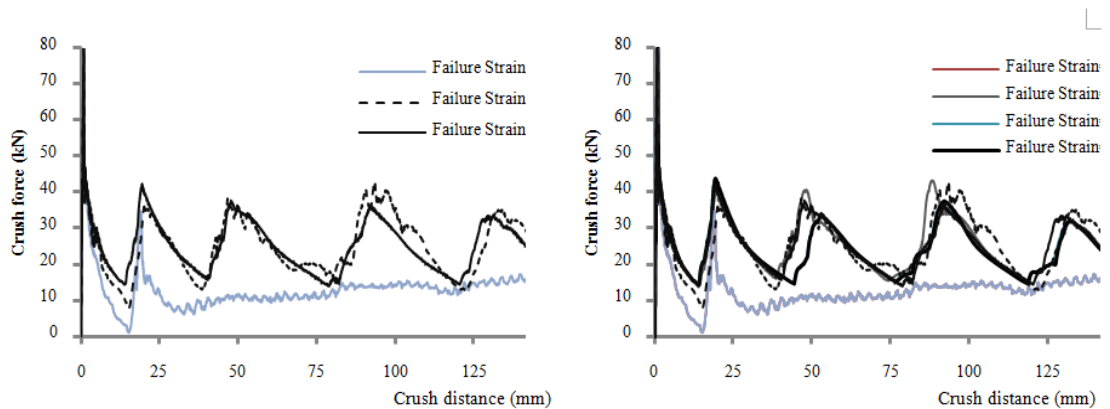 80
70
60
50
40
30
20
10
0
Crush force (kN)
Failure Strain
Failure Strain
Failure Strain
0 25 50 75 100 125
Crush distance (mm)
80
70
60
50
40
30
20
10
0
Crush force (kN)
Failure Strain=
Failure Strain=
Failure Strain=
Failure Strain=
0 25 50 75 100 125
Crush distance (mm)